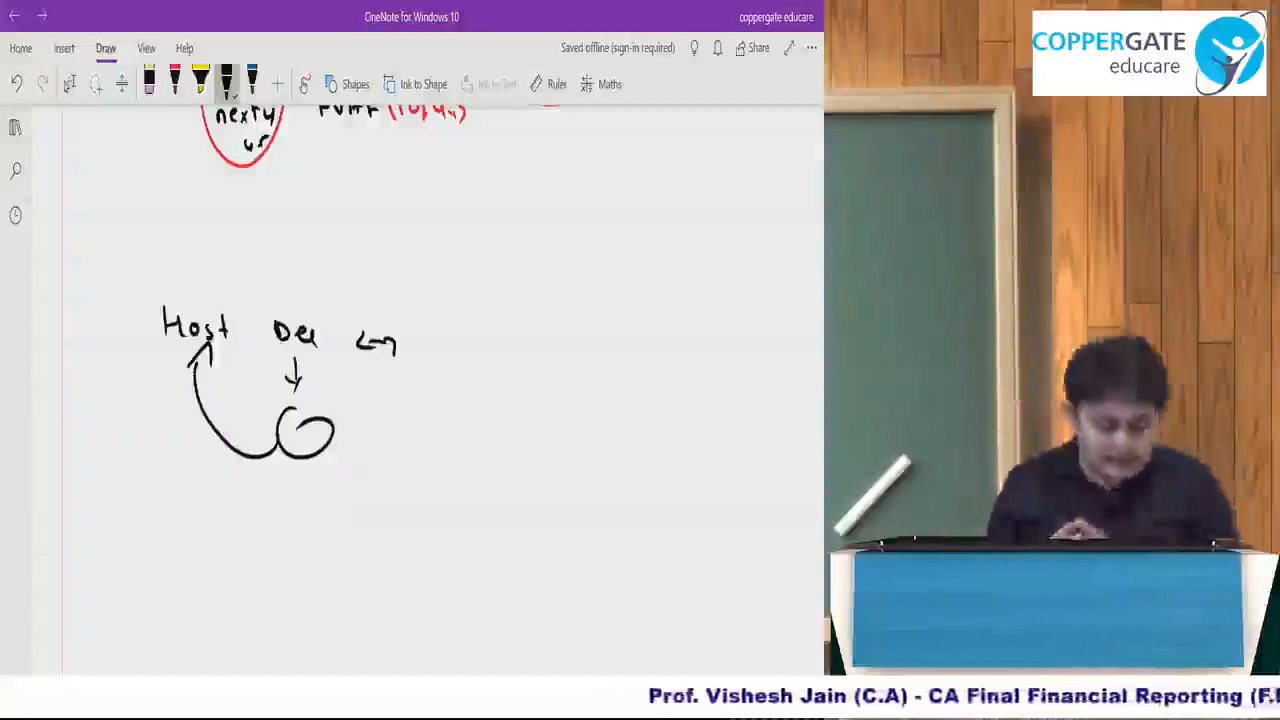 OneNote for Windows 10
coppergate educare
Home Insert Draw View Help
Saved offline (sign-in required) Share
Shapes Ink to Shape Ink to Text Ruler Maths
COPPERGATE
educare
nexty
Host
Prof. Vishesh Jain (C.A) - CA Final Financial Reporting (F.